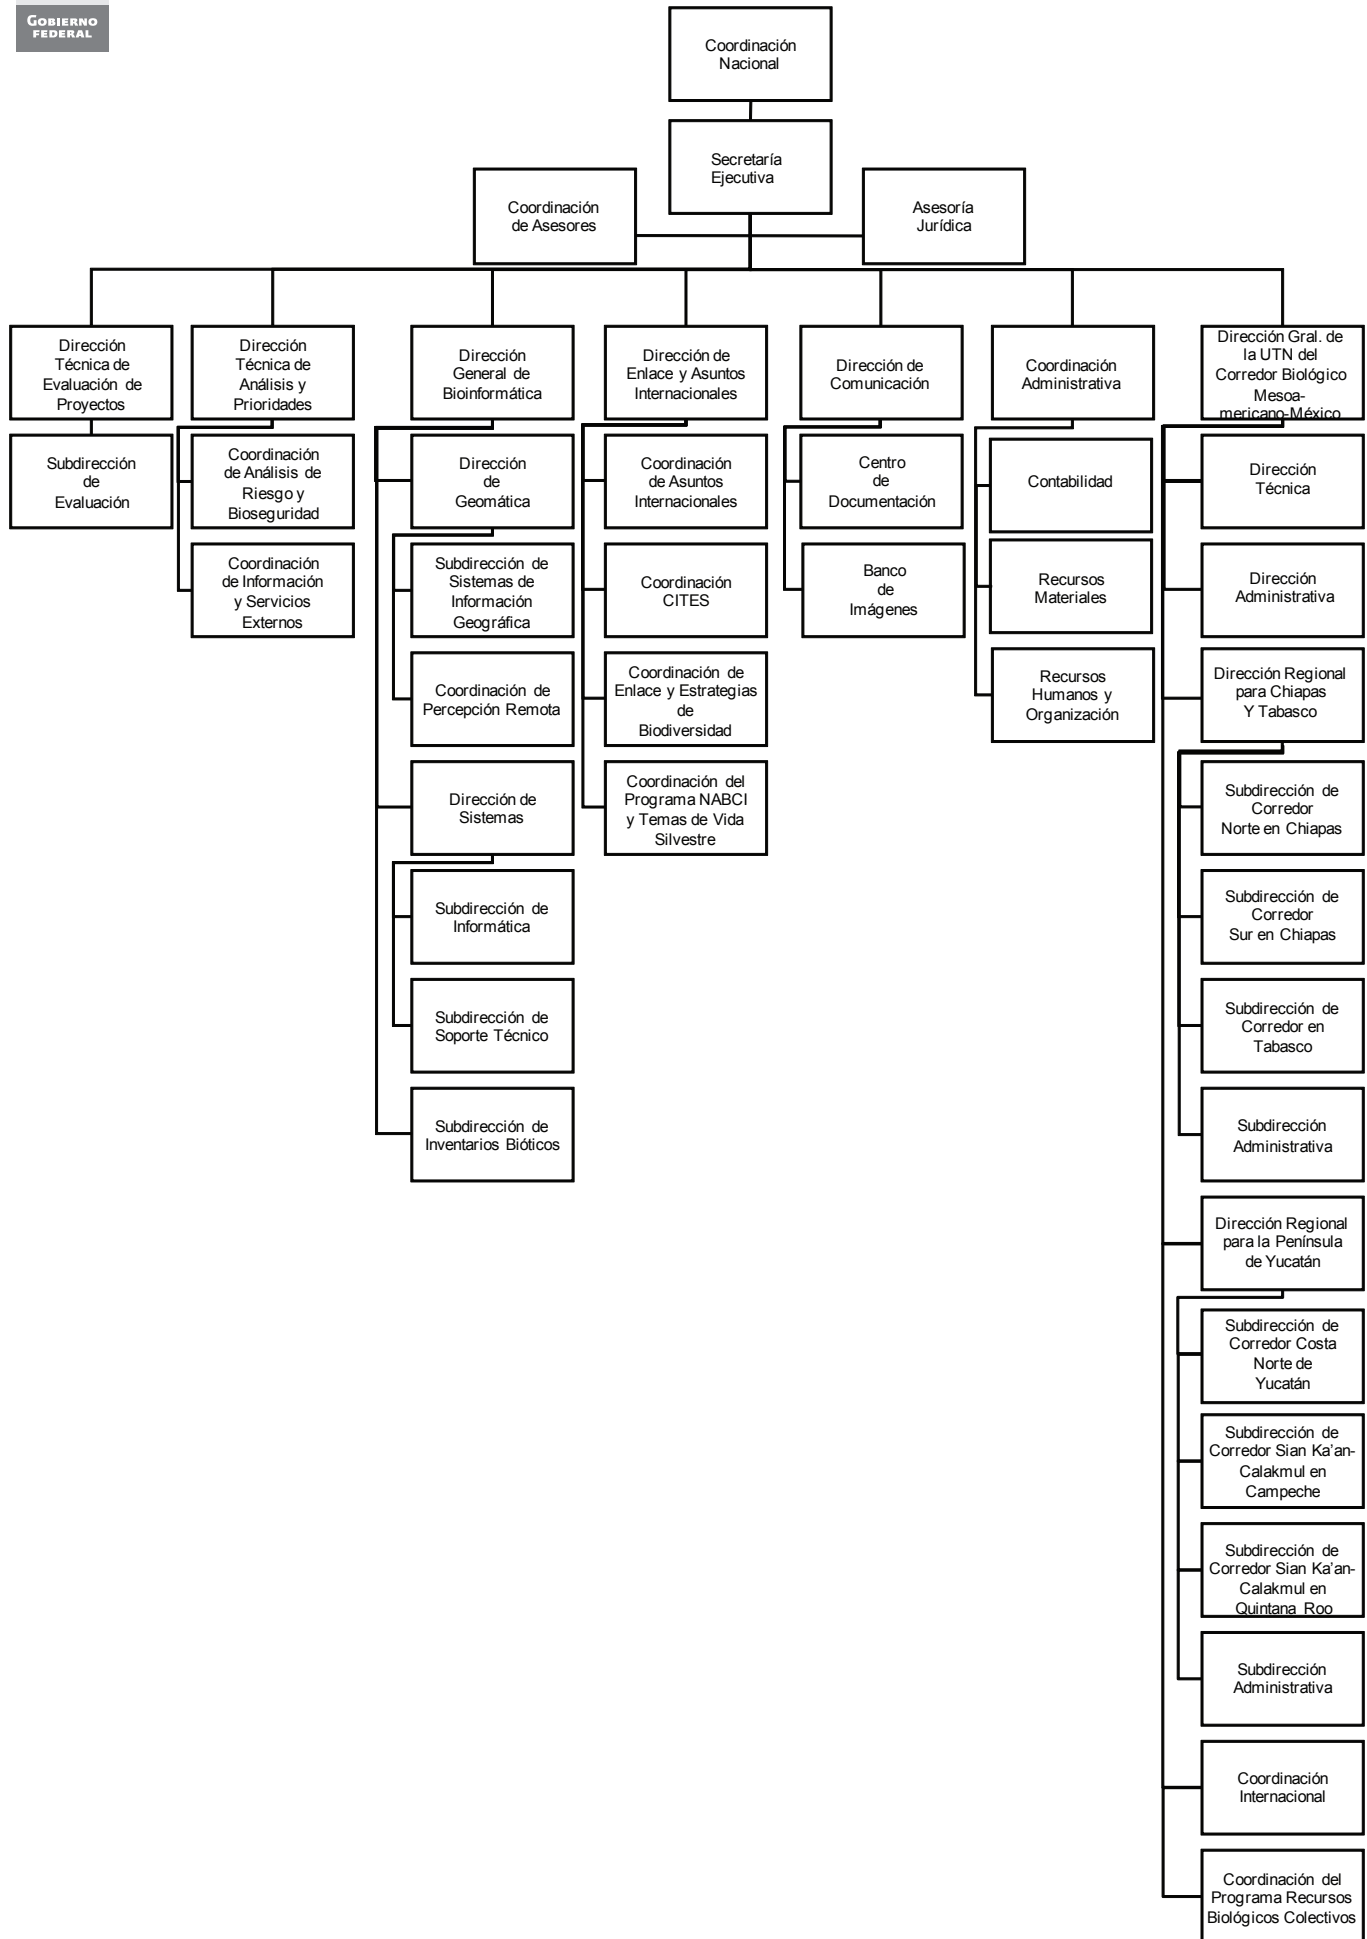 GOBIERNO
FEDERAL
Coordinación
Nacional
Secretaría
Ejecutiva
Coordinación
de Asesores
Asesoría
Jurídica
Dirección
Técnica de
Evaluación de
Proyectos
Dirección
Técnica de
Análisis y
Prioridades
Dirección
General de
Bioinformática
Dirección de
Enlace y Asuntos
Internacionales
Dirección de
Comunicación
Coordinación
Administrativa
Dirección Gral. de
la UTN del
Corredor Biológico
Mesoa-
mericano-México
Subdirección
de
Evaluación
Coordinación
de Análisis de
Riesgo y
Bioseguridad
Coordinación
de Información
y Servicios
Externos
Dirección
de
Geomática
Subdirección de
Sistemas de
Información
Geográfica
Coordinación de
Percepción Remota
Dirección de
Sistemas
Subdirección de
Informática
Subdirección de
Soporte Técnico
Subdirección de
Inventarios Bióticos
Coordinación
de Asuntos
Internacionales
Coordinación
CITES
Coordinación de
Enlace y Estrategias
de
Biodiversidad
Coordinación del
Programa NABCI
y Temas de Vida
Silvestre
Centro
de
Documentación
Banco
de
Imágenes
Contabilidad
Recursos
Materiales
Recursos
Humanos y
Organización
Dirección
Técnica
Dirección
Administrativa
Dirección Regional
para Chiapas
Y Tabasco
Subdirección de
Corredor
Norte en Chiapas
Subdirección de
Corredor
Sur en Chiapas
Subdirección de
Corredor en
Tabasco
Subdirección
Administrativa
Dirección Regional
para la Península
de Yucatán
Subdirección de
Corredor Costa
Norte de
Yucatán
Subdirección de
Corredor Sian Ka’an-
Calakmul en
Campeche
Subdirección de
Corredor Sian Ka’an-
Calakmul en
Quintana Roo
Subdirección
Administrativa
Coordinación
Internacional
Coordinación del
Programa Recursos
Biológicos Colectivos